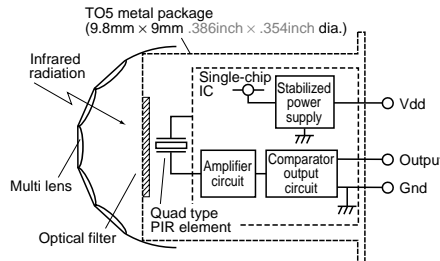 TO5 metal package
(9.8mm × 9mm .386inch × .354inch dia.)
Infrared
radiation
Single-chip
IC
Stabilized
power
supply
Vdd
Amplifier
circuit
Comparator
output
circuit
Output
Gnd
Multi lens
Quad type
PIR element
Optical filter